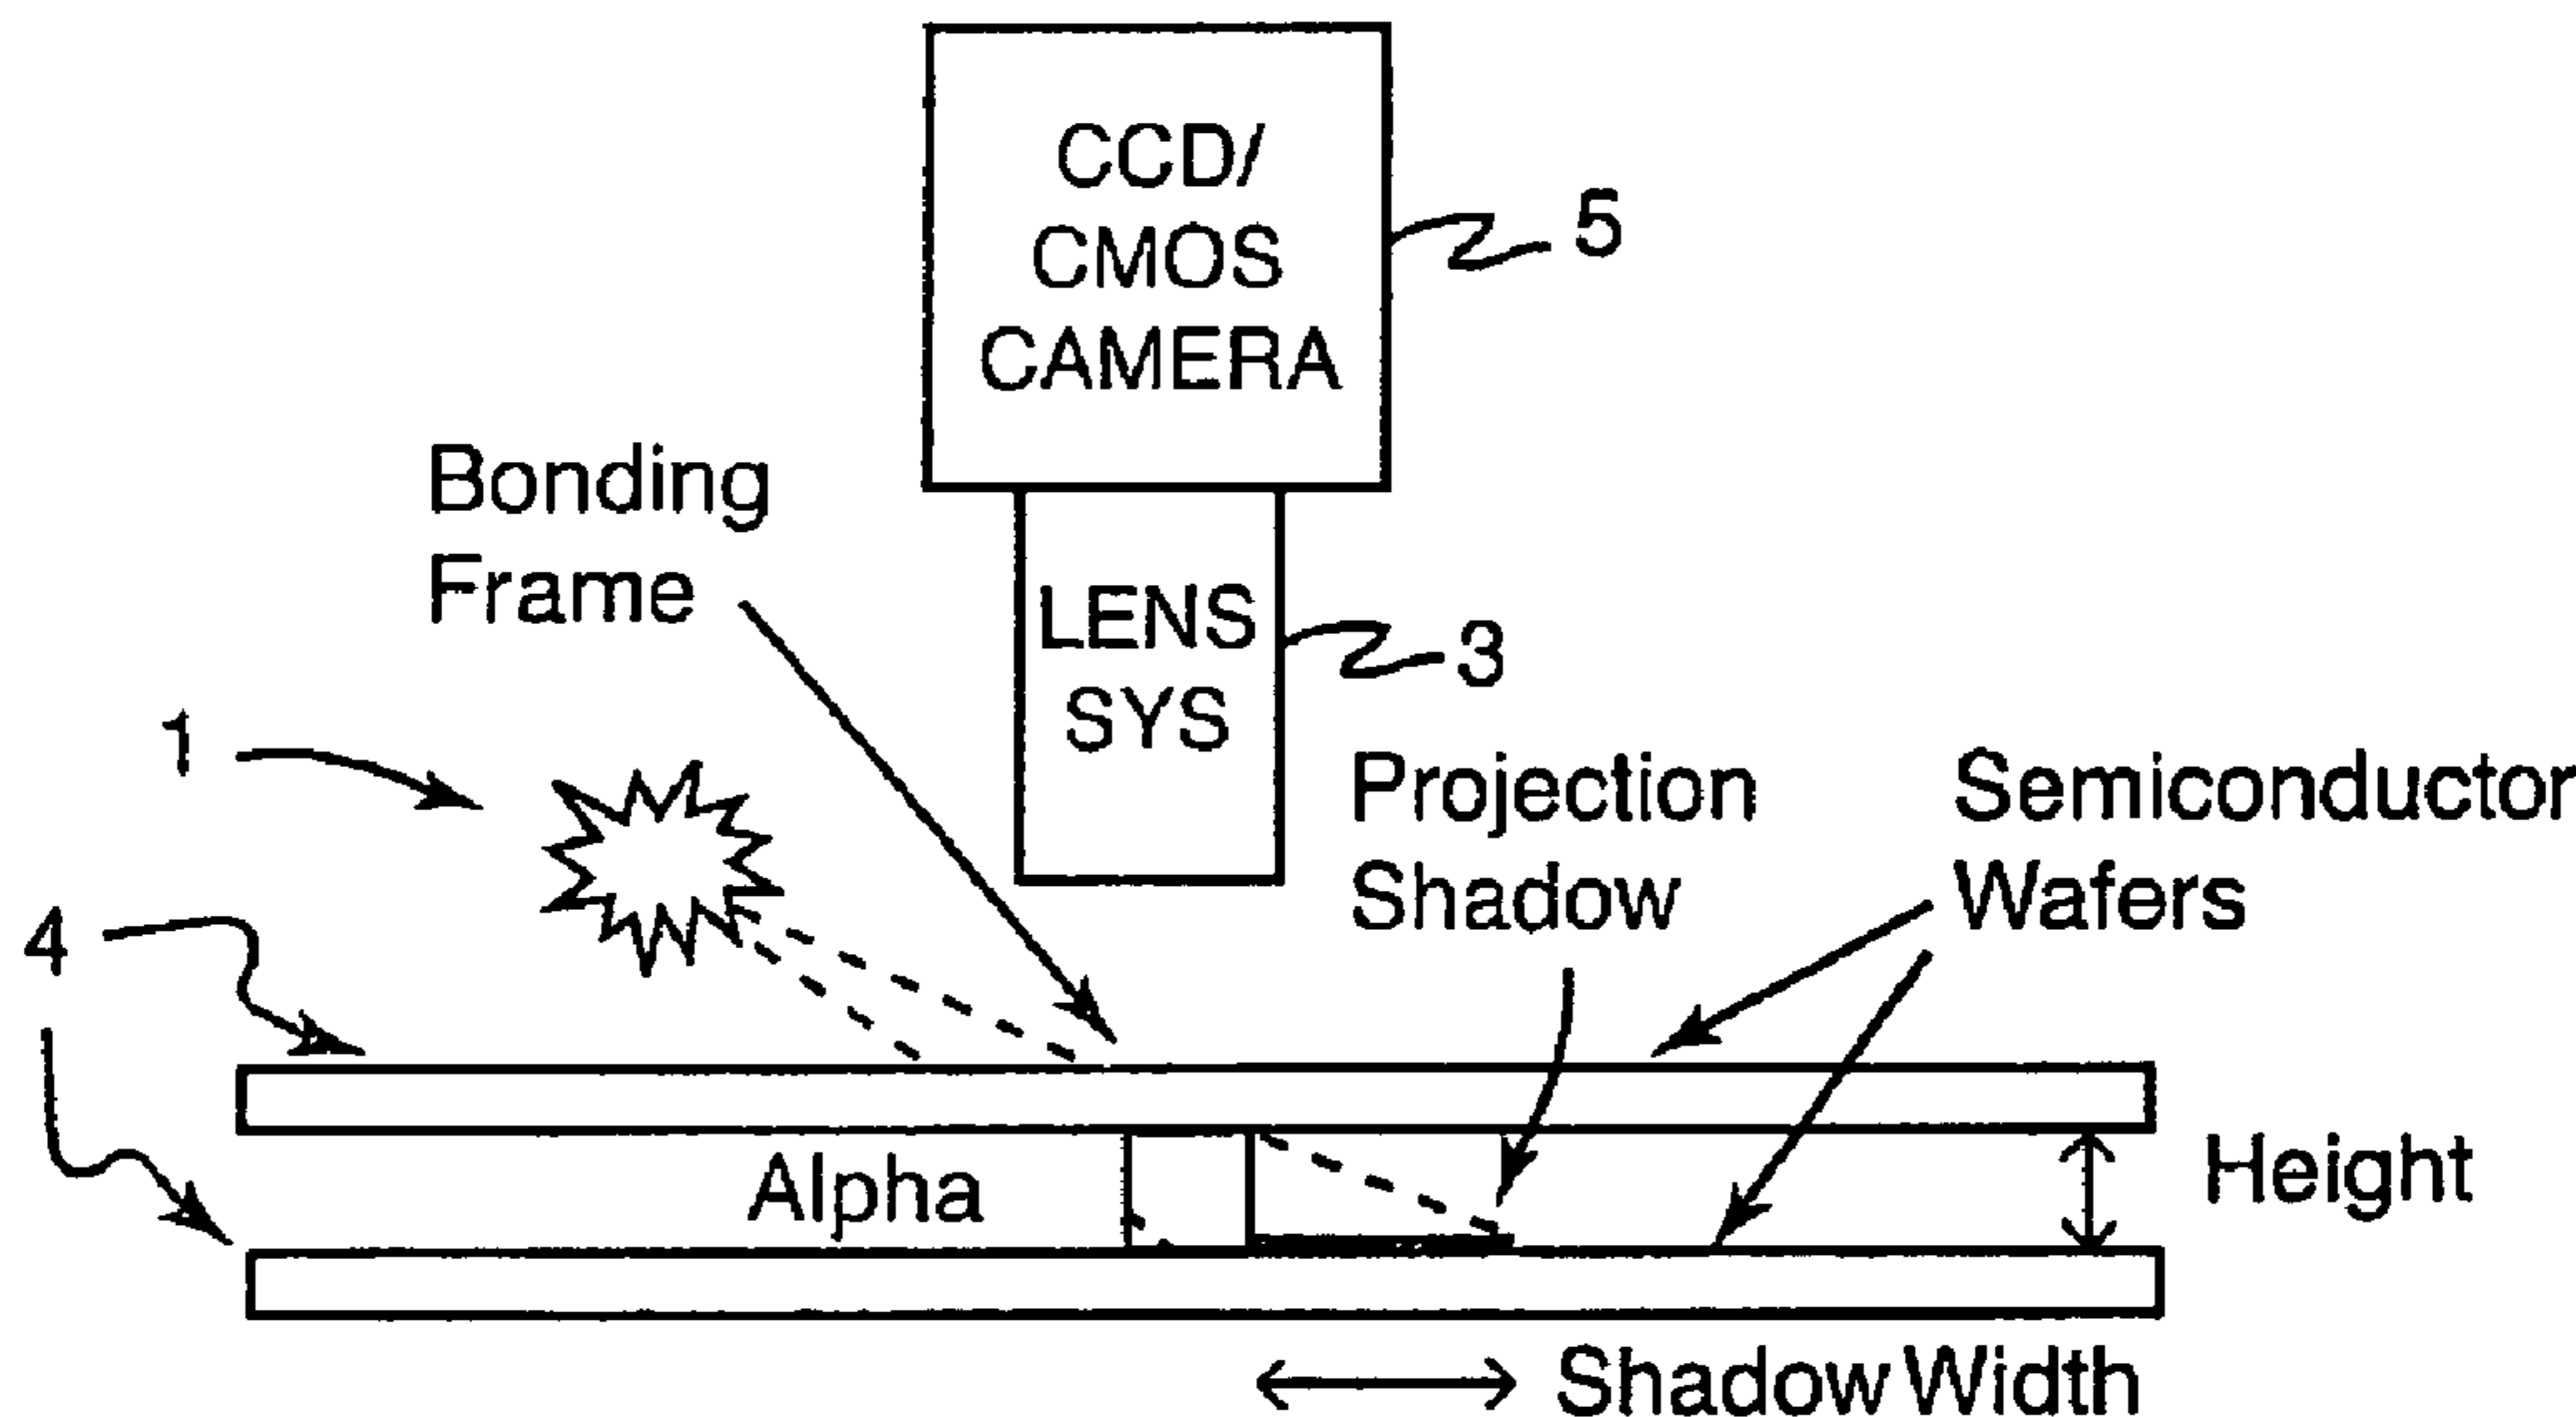 CCD/
CMOS
CAMERA
5
Bonding
Frame
LENS
SYS
3
1
Projection
Shadow
Semiconductor
Wafers
4
Alpha
Height
Shadow Width